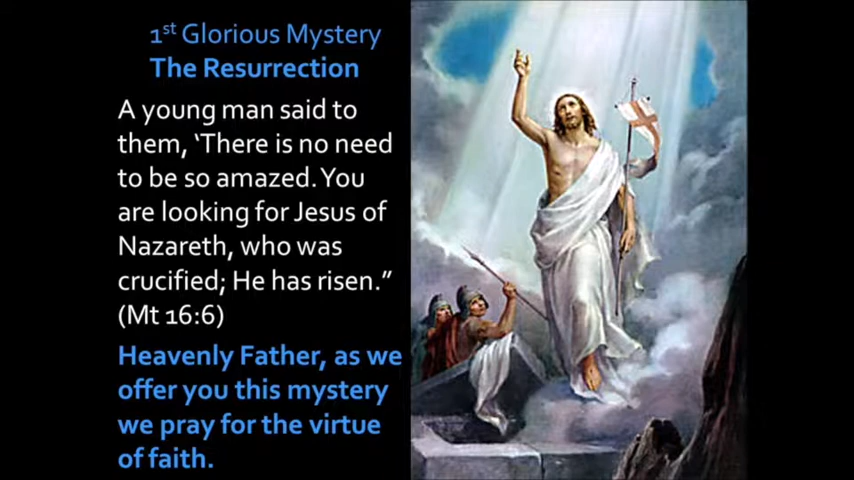 1st Glorious Mystery
The Resurrection
A young man said to
them, ‘There is no need
to be so amazed. You
are looking for Jesus of
Nazareth, who was
crucified; He has risen.”
(Mt 16:6)
Heavenly Father, as we
offer you this mystery
we pray for the virtue
of faith.